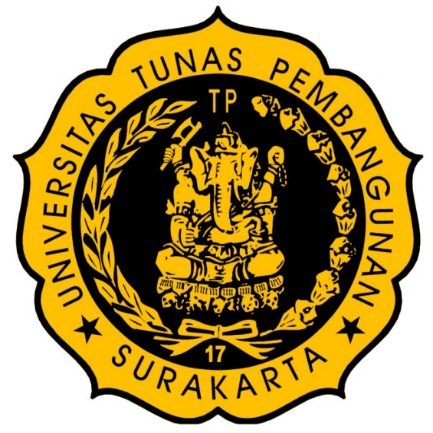 UNIVERSITAS TUNAS PEMBANGUNAN
TP
17
SURAKARTA